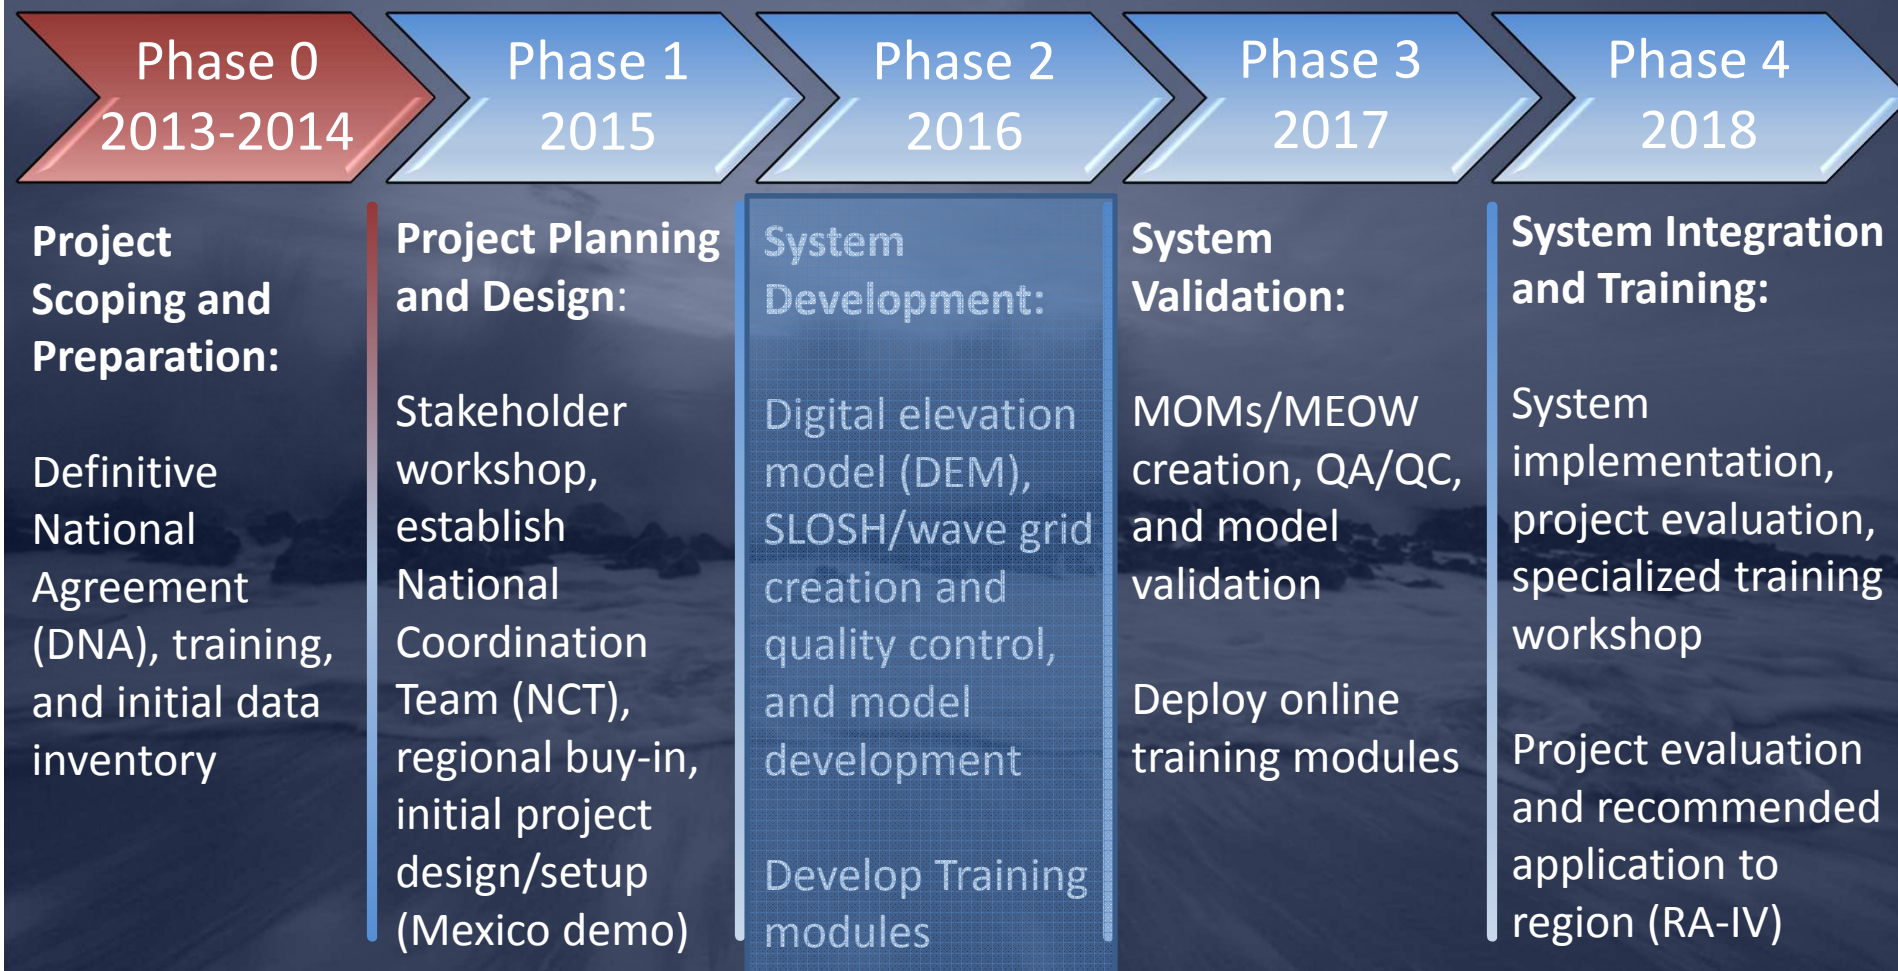 Phase 0
2013-2014
Phase 1
2015
Phase 2
2016
Phase 3
2017
Phase 4
2018
Project
Scoping and
Preparation:
Definitive
National
Agreement
(DNA), training,
and initial data
inventory
Project Planning
and Design:
Stakeholder
workshop,
establish
National
Coordination
Team (NCT),
regional buy-in,
initial project
design/setup
(Mexico demo)
System
Development:
Digital elevation
model (DEM),
SLOSH/wave grid
creation and
quality control,
and model
development
Develop Training
modules
System
Validation:
MOMs/MEOW
creation, QA/QC,
and model
validation
Deploy online
training modules
System Integration
and Training:
System
implementation,
project evaluation,
specialized training
workshop
Project evaluation
and recommended
application to
region (RA-IV)